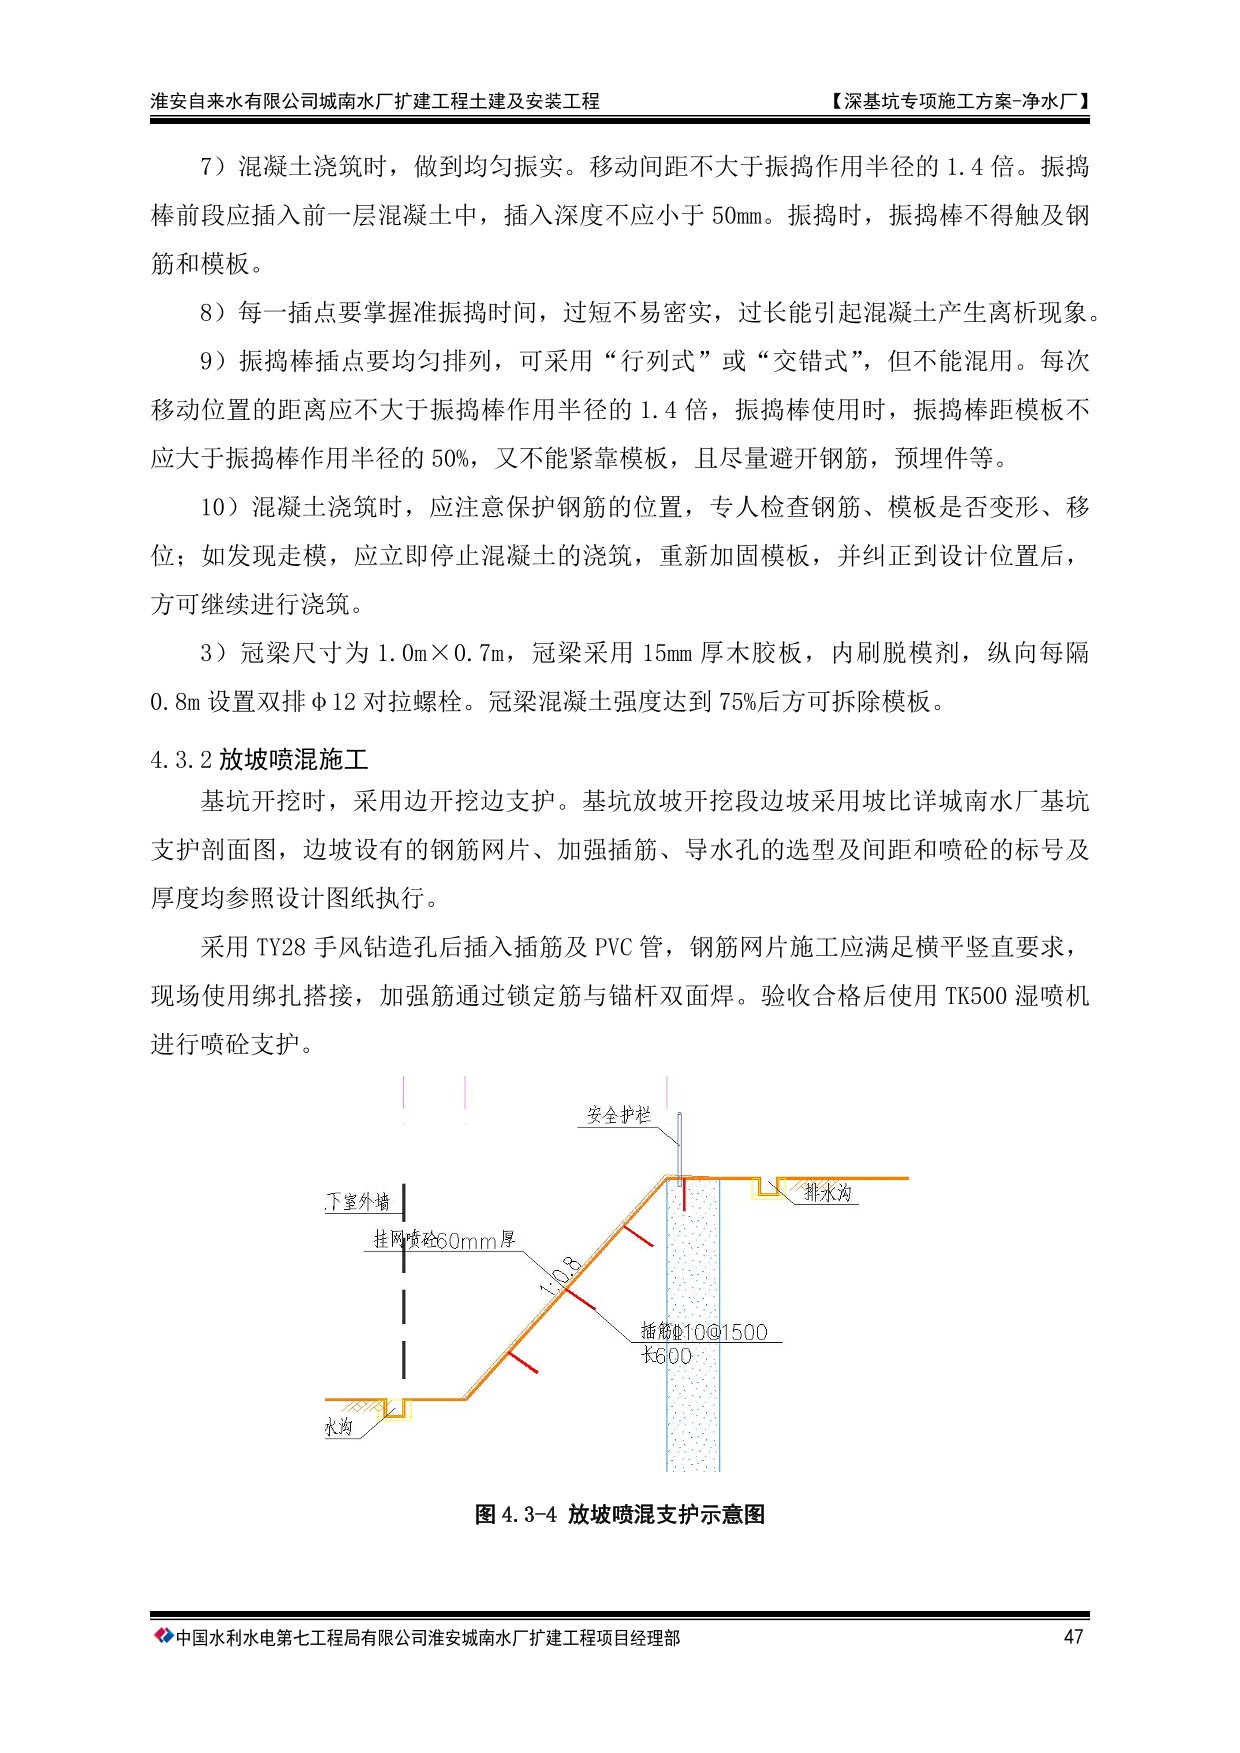 淮安自来水有限公司城南水厂扩建工程土建及安装工程 【深基坑专项施工方案-净水厂】
7）混凝土浇筑时，做到均匀振实。移动间距不大于振捣作用半径的 1.4 倍。振捣
棒前段应插入前一层混凝土中，插入深度不应小于 50mm。振捣时，振捣棒不得触及钢
筋和模板。
8）每一插点要掌握准振捣时间，过短不易密实，过长能引起混凝土产生离析现象。
9）振捣棒插点要均匀排列，可采用“行列式”或“交错式”，但不能混用。每次
移动位置的距离应不大于振捣棒作用半径的 1.4 倍，振捣棒使用时，振捣棒距模板不
应大于振捣棒作用半径的 50%，又不能紧靠模板，且尽量避开钢筋，预埋件等。
10）混凝土浇筑时，应注意保护钢筋的位置，专人检查钢筋、模板是否变形、移
位；如发现走模，应立即停止混凝土的浇筑，重新加固模板，并纠正到设计位置后，
方可继续进行浇筑。
3）冠梁尺寸为 1.0m×0.7m，冠梁采用 15mm 厚木胶板，内刷脱模剂，纵向每隔
0.8m 设置双排φ12 对拉螺栓。冠梁混凝土强度达到 75%后方可拆除模板。
4.3.2 放坡喷混施工
基坑开挖时，采用边开挖边支护。基坑放坡开挖段边坡采用坡比详城南水厂基坑
支护剖面图，边坡设有的钢筋网片、加强插筋、导水孔的选型及间距和喷砼的标号及
厚度均参照设计图纸执行。
采用 TY28 手风钻造孔后插入插筋及 PVC 管，钢筋网片施工应满足横平竖直要求，
现场使用绑扎搭接，加强筋通过锁定筋与锚杆双面焊。验收合格后使用 TK500 湿喷机
进行喷砼支护。
安全护栏
下室外墙
排水沟
挂网喷砼60mm厚
1:0.8
插筋Φ10@1500
长600
水沟
图 4.3-4 放坡喷混支护示意图
中国水利水电第七工程局有限公司淮安城南水厂扩建工程项目经理部 47